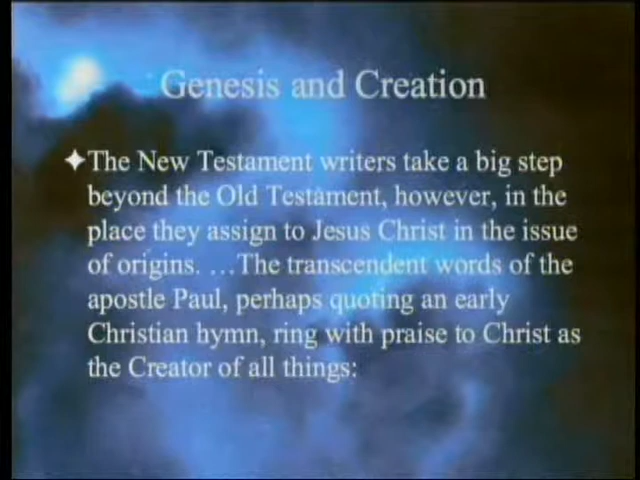 Genesis and Creation
✦The New Testament writers take a big step
beyond the Old Testament, however, in the
place they assign to Jesus Christ in the issue
of origins. …The transcendent words of the
apostle Paul, perhaps quoting an early
Christian hymn, ring with praise to Christ as
the Creator of all things: